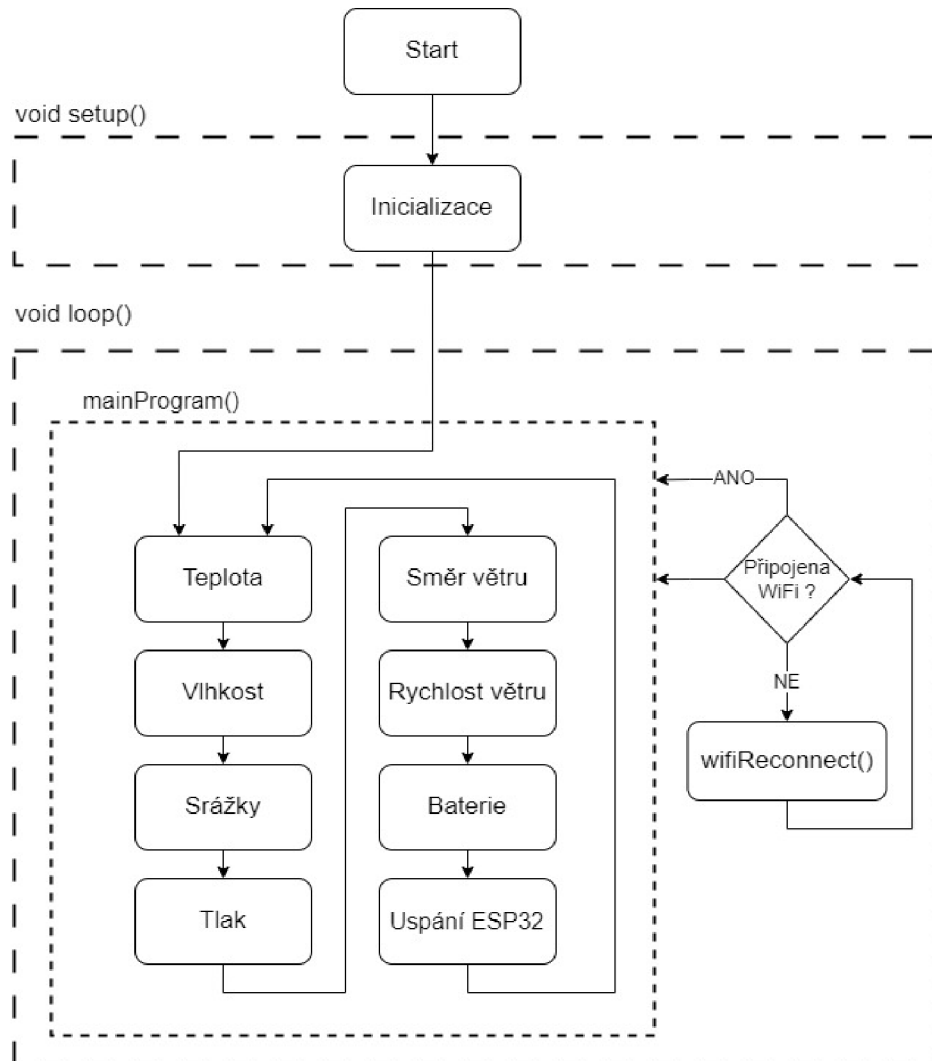 Start
void setup()
Inicializace
void loop()
mainProgram()
Teplota
Vlhkost
Srážky
Tlak
Směr větru
Rychlost větru
Baterie
Uspání ESP32
ANO
Připojena
WiFi ?
NE
wifiReconnect()